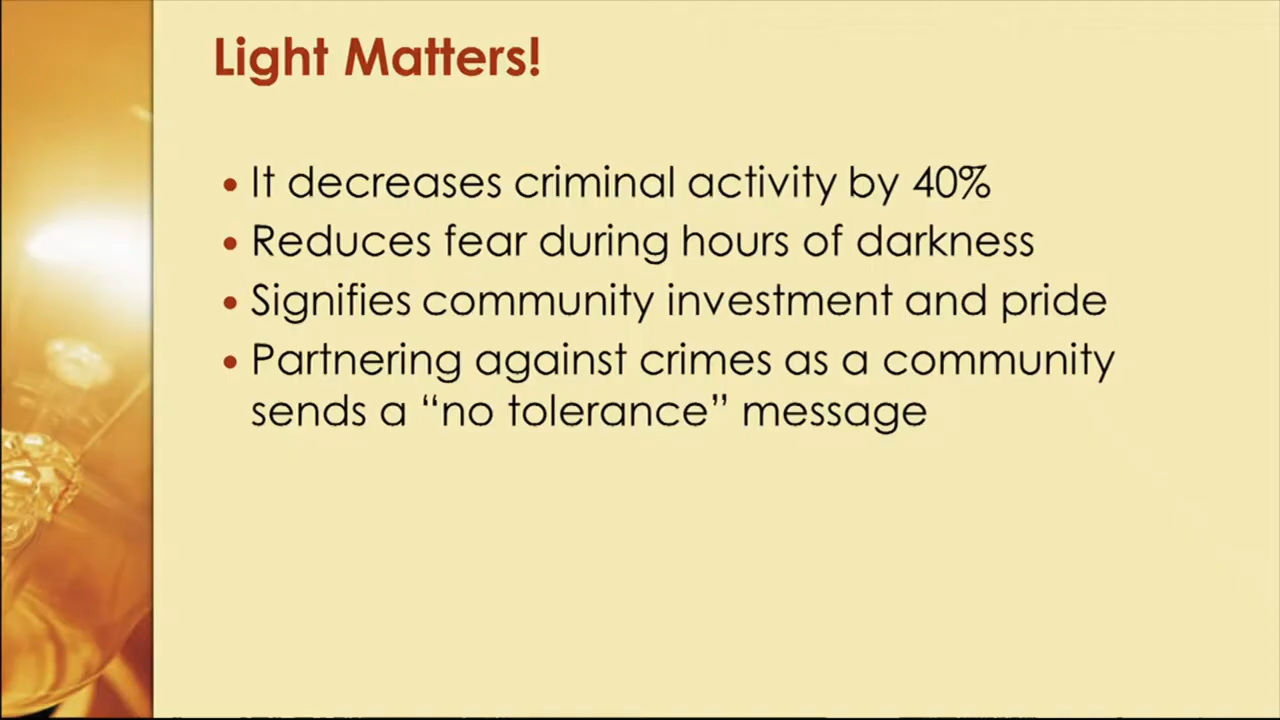 Light Matters!
• It decreases criminal activity by 40%
• Reduces fear during hours of darkness
• Signifies community investment and pride
• Partnering against crimes as a community
sends a “no tolerance” message